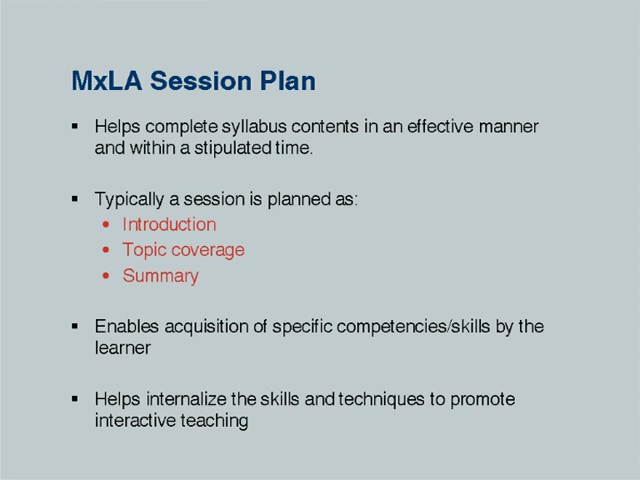 MxLA Session Plan
▪ Helps complete syllabus contents in an effective manner
and within a stipulated time.
▪ Typically a session is planned as:
• Introduction
• Topic coverage
• Summary
▪ Enables acquisition of specific competencies/skills by the
learner
▪ Helps internalize the skills and techniques to promote
interactive teaching